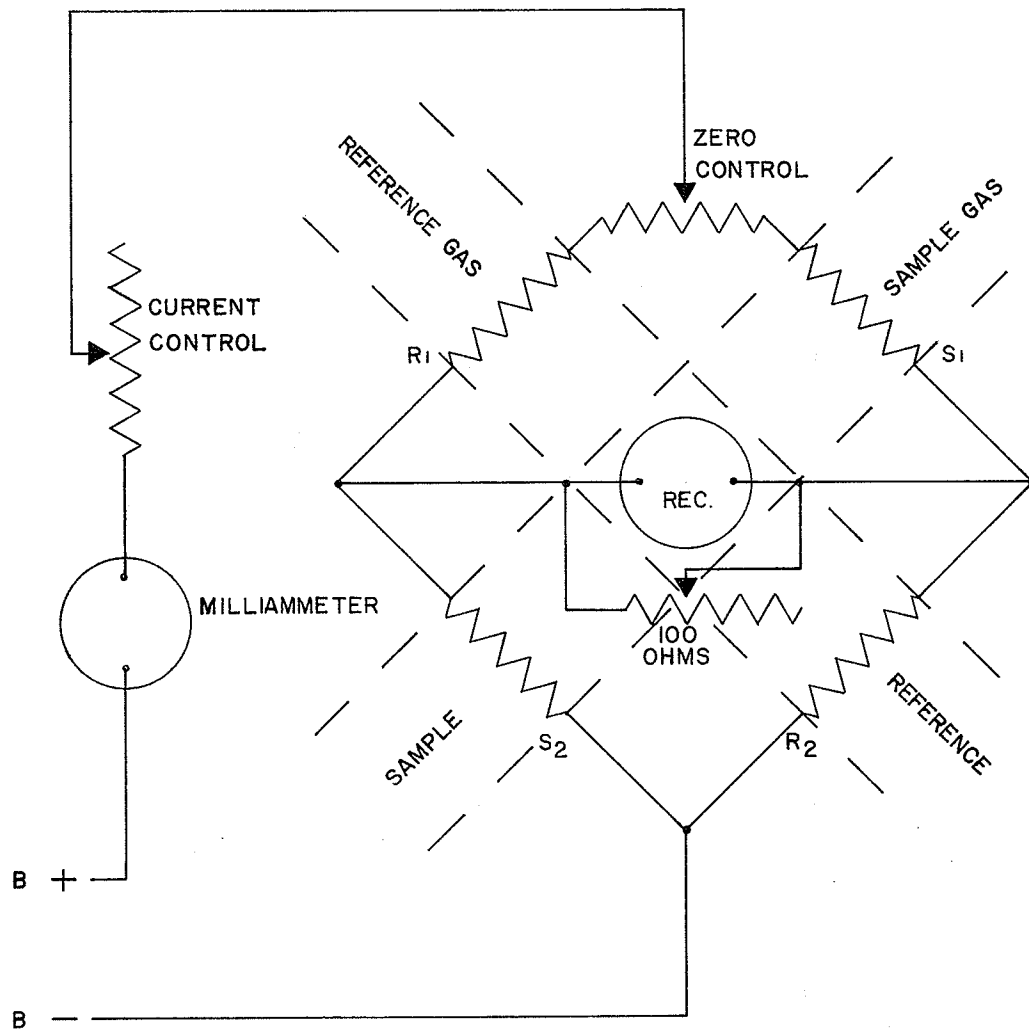 ZERO
CONTROL
REFERENCE GAS
SAMPLE GAS
CURRENT
CONTROL
R1
S1
REC.
MILLIAMMETER
100
OHMS
SAMPLE
S2
R2
REFERENCE
B +
B –